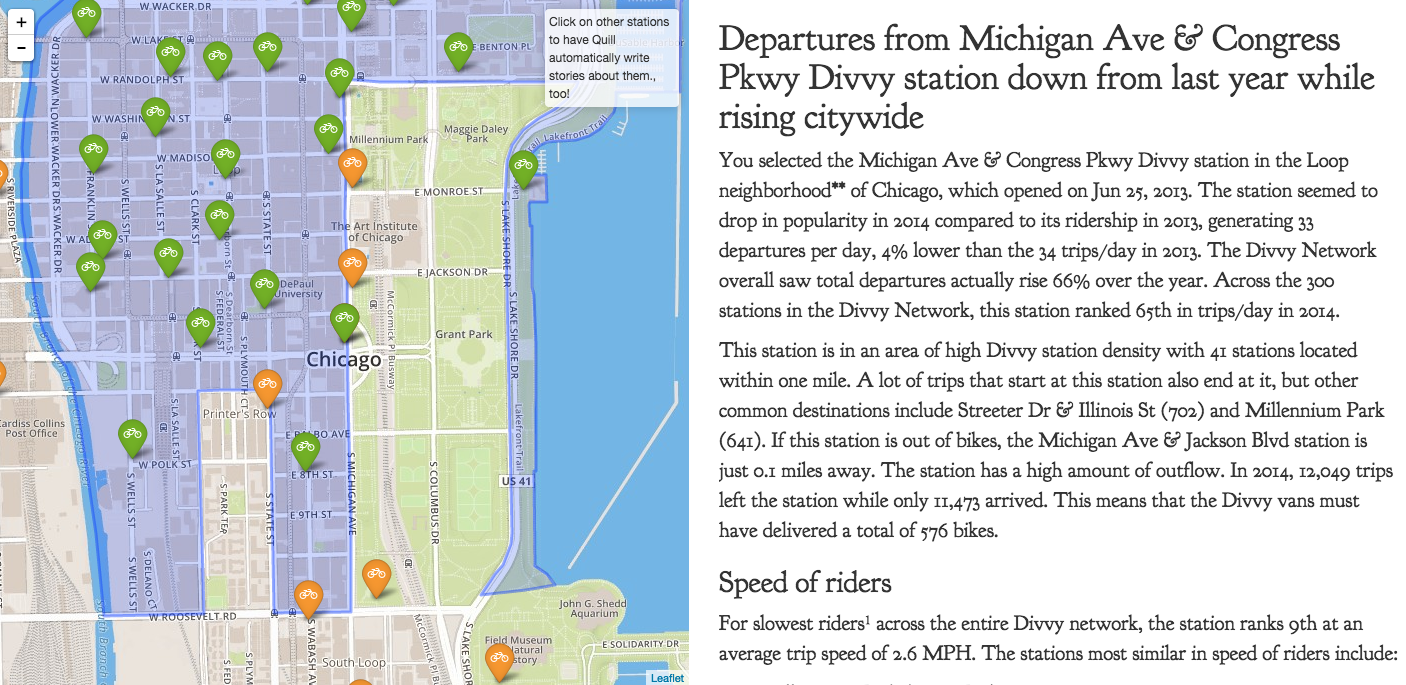 +
−
W WACKER DR
Click on other stations
to have Quill
automatically write
stories about them.,
too!
W LAKE ST
E BENTON PL
W RANDOLPH ST
W WASHINGTON ST
Millennium Park
Maggie Daley
Park
W MADISON
Loop
E MONROE ST
The Art Institute
of Chicago
E JACKSON DR
DePaul
University
Grant Park
Chicago
Printer's Row
Cardiss Collins
Post Office
E BALBO AVE
W POLK ST
E 8TH ST
US 41
E 9TH ST
W ROOSEVELT RD
John G. Shedd
Aquarium
Field Museum
Natural
History
E SOLIDARITY DR
South Loop
Leaflet
S RIVERSIDE PLAZA
S WELLS ST
S LA SALLE ST
S CLARK ST
S STATE ST
S FEDERAL ST
S Dearborn St
S PLYMOUTH CT
S MICHIGAN AVE
McCormick Pl Busway
S COLUMBUS DR
S LAKE SHORE DR
Lakefront Trail
S PARK TER
S DELANO CT
S WABASH AVE
Departures from Michigan Ave & Congress
Pkwy Divvy station down from last year while
rising citywide
You selected the Michigan Ave & Congress Pkwy Divvy station in the Loop
neighborhood** of Chicago, which opened on Jun 25, 2013. The station seemed to
drop in popularity in 2014 compared to its ridership in 2013, generating 33
departures per day, 4% lower than the 34 trips/day in 2013. The Divvy Network
overall saw total departures actually rise 66% over the year. Across the 300
stations in the Divvy Network, this station ranked 65th in trips/day in 2014.
This station is in an area of high Divvy station density with 41 stations located
within one mile. A lot of trips that start at this station also end at it, but other
common destinations include Streeter Dr & Illinois St (702) and Millennium Park
(641). If this station is out of bikes, the Michigan Ave & Jackson Blvd station is
just 0.1 miles away. The station has a high amount of outflow. In 2014, 12,049 trips
left the station while only 11,473 arrived. This means that the Divvy vans must
have delivered a total of 576 bikes.
Speed of riders
For slowest riders¹ across the entire Divvy network, the station ranks 9th at an
average trip speed of 2.6 MPH. The stations most similar in speed of riders include: